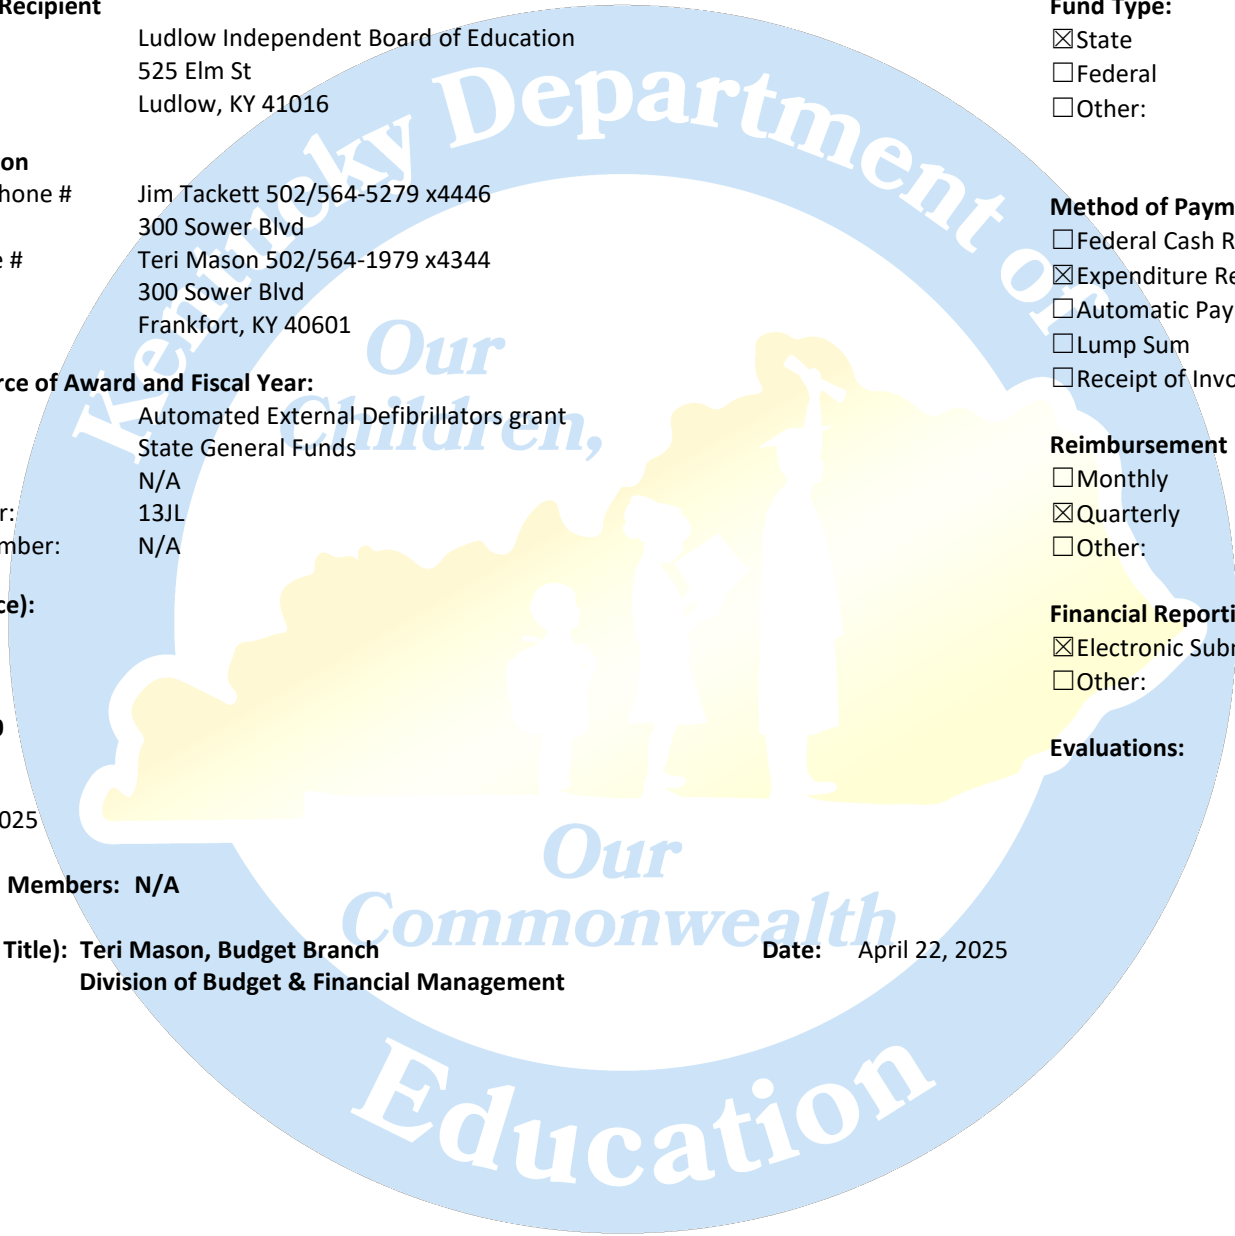 Recipient
Ludlow Independent Board of Education
525 Elm St
Ludlow, KY 41016
on
hone # Jim Tackett 502/564-5279 x4446
300 Sower Blvd
e # Teri Mason 502/564-1979 x4344
300 Sower Blvd
Frankfort, KY 40601
rce of Award and Fiscal Year:
Automated External Defibrillators grant
State General Funds
N/A
r: 13JL
mber: N/A
ce):
025
Members: N/A
Title): Teri Mason, Budget Branch
Division of Budget & Financial Management
Date: April 22, 2025
Fund Type:
☒State
☐Federal
☐Other:
Method of Paym
☐Federal Cash R
☒Expenditure Re
☐Automatic Pay
☐Lump Sum
☐Receipt of Invo
Reimbursement
☐Monthly
☒Quarterly
☐Other:
Financial Reporti
☒Electronic Subr
☐Other:
Evaluations:
Kentucky Department of
Education
Our
Children,
Our
Commonwealth